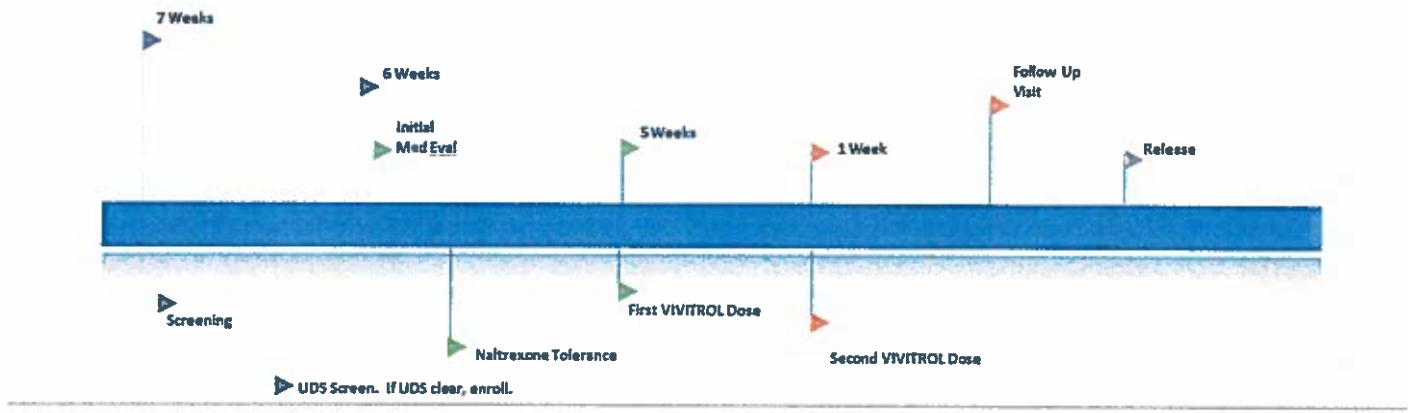 7 Weeks
6 Weeks
Initial
Med Eval
5 Weeks
1 Week
Follow Up
Visit
Release
Screening
First VIVITROL Dose
Naltrexone Tolerance
Second VIVITROL Dose
UDS Screen. If UDS clear, enroll.